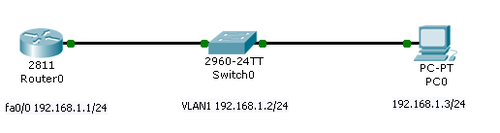 2811
Router0
fa0/0 192.168.1.1/24
2960-24TT
Switch0
VLAN1 192.168.1.2/24
PC-PT
PC0
192.168.1.3/24